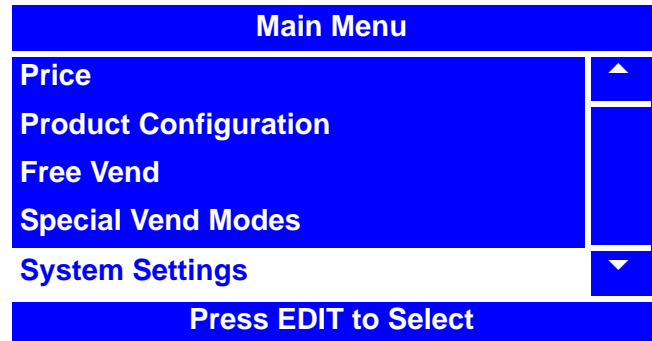 Main Menu
Price
Product Configuration
Free Vend
Special Vend Modes
System Settings
Press EDIT to Select